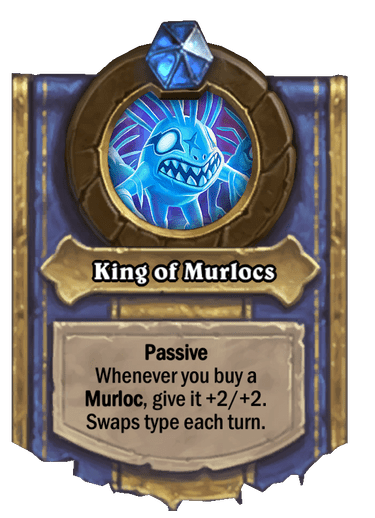 King of Murlocs
Passive
Whenever you buy a
Murloc, give it +2/+2.
Swaps type each turn.